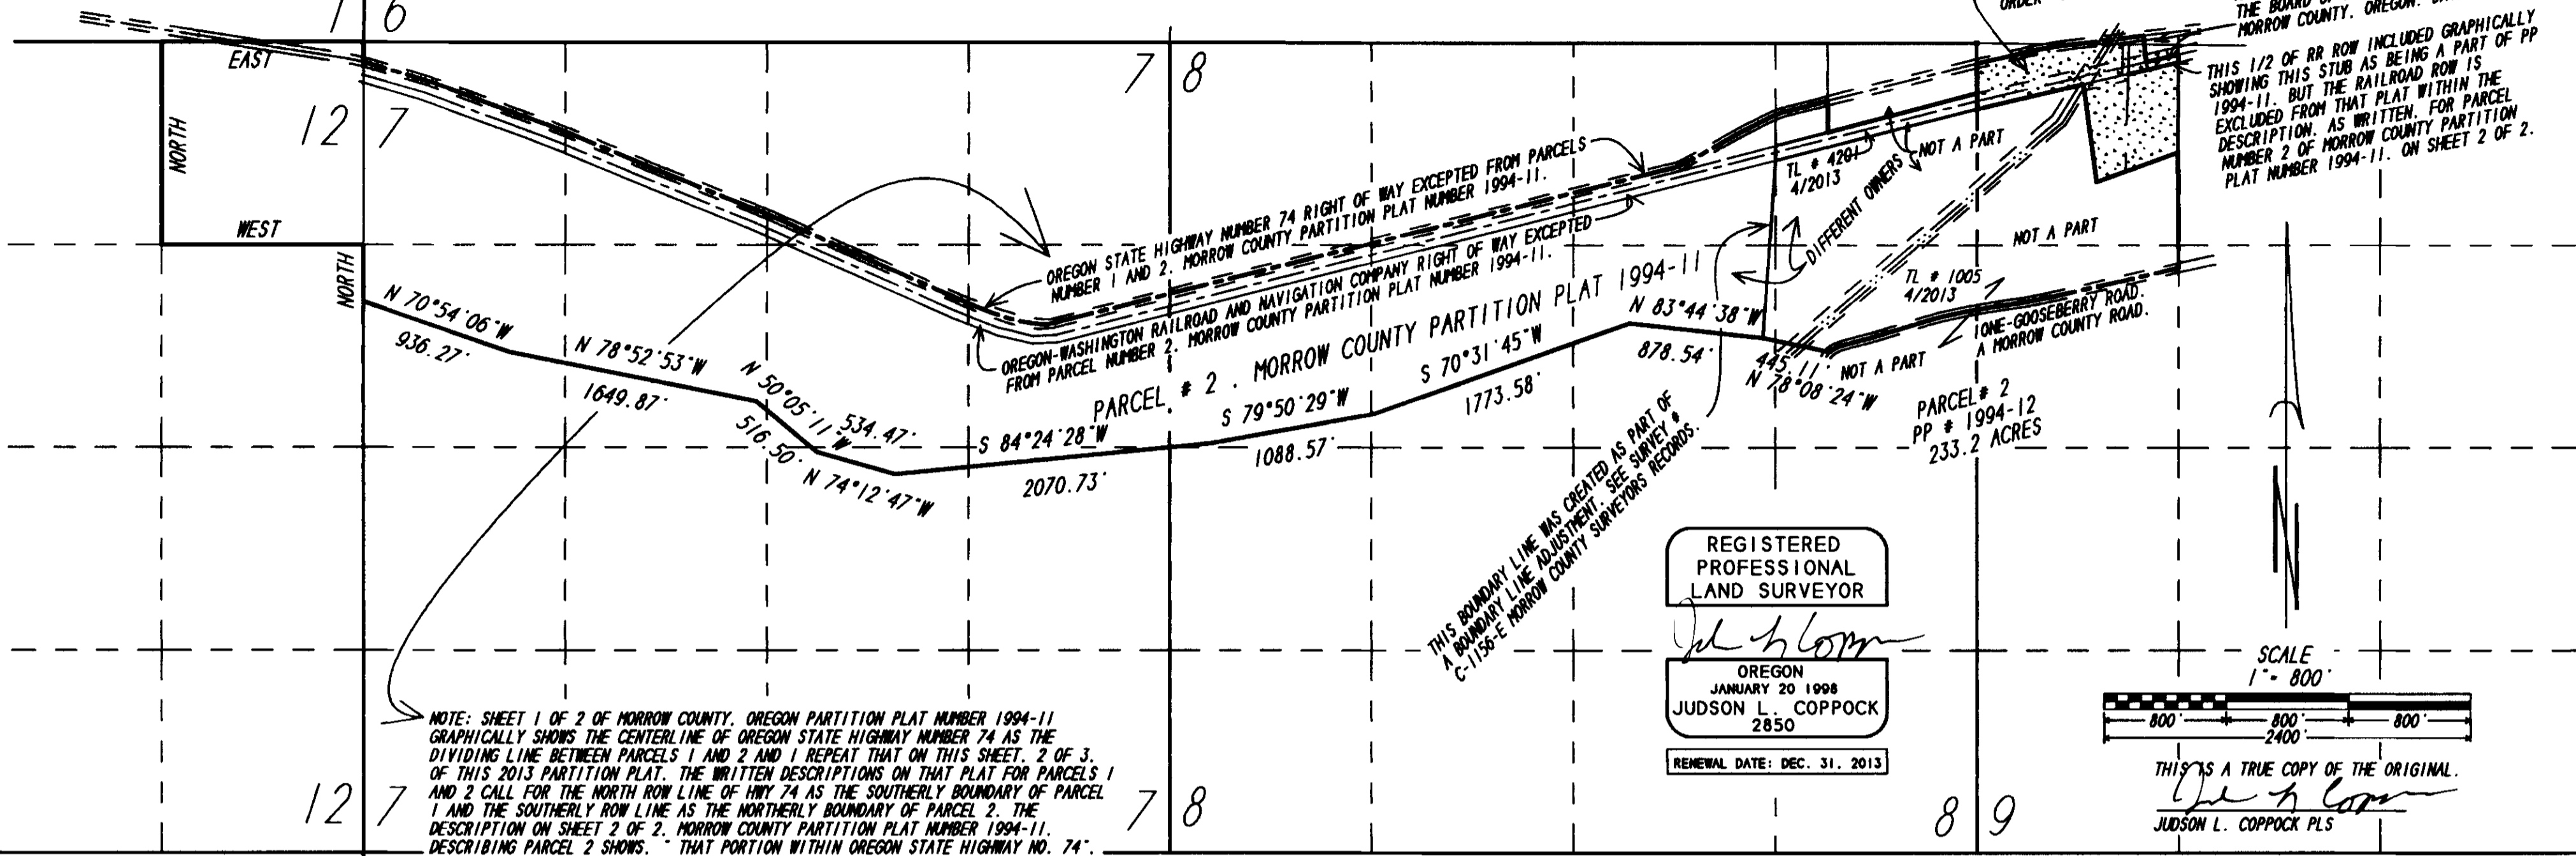 1 6
ORDER
THE BOARD
MORROW COUNTY. OREGON.
THIS 1/2 OF RR ROW INCLUDED GRAPHICALLY
SHOWING THIS STUB AS BEING A PART OF PP
1994-11. BUT THE RAILROAD ROW IS
EXCLUDED FROM THAT PLAT WITHIN THE
DESCRIPTION. AS WRITTEN. FOR PARCEL
NUMBER 2 OF MORROW COUNTY PARTITION
PLAT NUMBER 1994-11. ON SHEET 2 OF 2.
EAST
12 7
7 8
NORTH
WEST
NORTH
OREGON STATE HIGHWAY NUMBER 74 RIGHT OF WAY EXCEPTED FROM PARCELS
NUMBER 1 AND 2. MORROW COUNTY PARTITION PLAT NUMBER 1994-11.
OREGON-WASHINGTON RAILROAD AND NAVIGATION COMPANY RIGHT OF WAY EXCEPTED
FROM PARCEL NUMBER 2. MORROW COUNTY PARTITION PLAT NUMBER 1994-11.
PARCEL # 2 . MORROW COUNTY PARTITION PLAT 1994-11
TL # 4201
4/2013
DIFFERENT OWNERS
NOT A PART
NOT A PART
TL # 1005
4/2013
ONE-GOOSEBERRY ROAD.
A MORROW COUNTY ROAD.
NOT A PART
N 70°54'06"W
936.27'
N 78°52'53"W
1649.87'
N 50°05'11"W
516.50'
534.47'
N 74°12'47"W
S 84°24'28"W
2070.73'
S 79°50'29"W
1088.57'
S 70°31'45"W
1773.58'
N 83°44'38"W
878.54'
445.11'
N 78°08'24"W
PARCEL # 2
PP # 1994-12
233.2 ACRES
THIS BOUNDARY LINE WAS CREATED AS PART OF
A BOUNDARY LINE ADJUSTMENT. SEE SURVEY #
C-1156-E MORROW COUNTY SURVEYORS RECORDS.
REGISTERED
PROFESSIONAL
LAND SURVEYOR
OREGON
JANUARY 20 1998
JUDSON L. COPPOCK
2850
RENEWAL DATE: DEC. 31. 2013
N
SCALE
1"= 800'
800' 800' 800'
2400'
THIS IS A TRUE COPY OF THE ORIGINAL.
JUDSON L. COPPOCK PLS
NOTE: SHEET 1 OF 2 OF MORROW COUNTY. OREGON PARTITION PLAT NUMBER 1994-11
GRAPHICALLY SHOWS THE CENTERLINE OF OREGON STATE HIGHWAY NUMBER 74 AS THE
DIVIDING LINE BETWEEN PARCELS 1 AND 2 AND I REPEAT THAT ON THIS SHEET. 2 OF 3.
OF THIS 2013 PARTITION PLAT. THE WRITTEN DESCRIPTIONS ON THAT PLAT FOR PARCELS 1
AND 2 CALL FOR THE NORTH ROW LINE OF HWY 74 AS THE SOUTHERLY BOUNDARY OF PARCEL
1 AND THE SOUTHERLY ROW LINE AS THE NORTHERLY BOUNDARY OF PARCEL 2. THE
DESCRIPTION ON SHEET 2 OF 2. MORROW COUNTY PARTITION PLAT NUMBER 1994-11.
DESCRIBING PARCEL 2 SHOWS. " THAT PORTION WITHIN OREGON STATE HIGHWAY NO. 74".
12 7
7 8
8 9